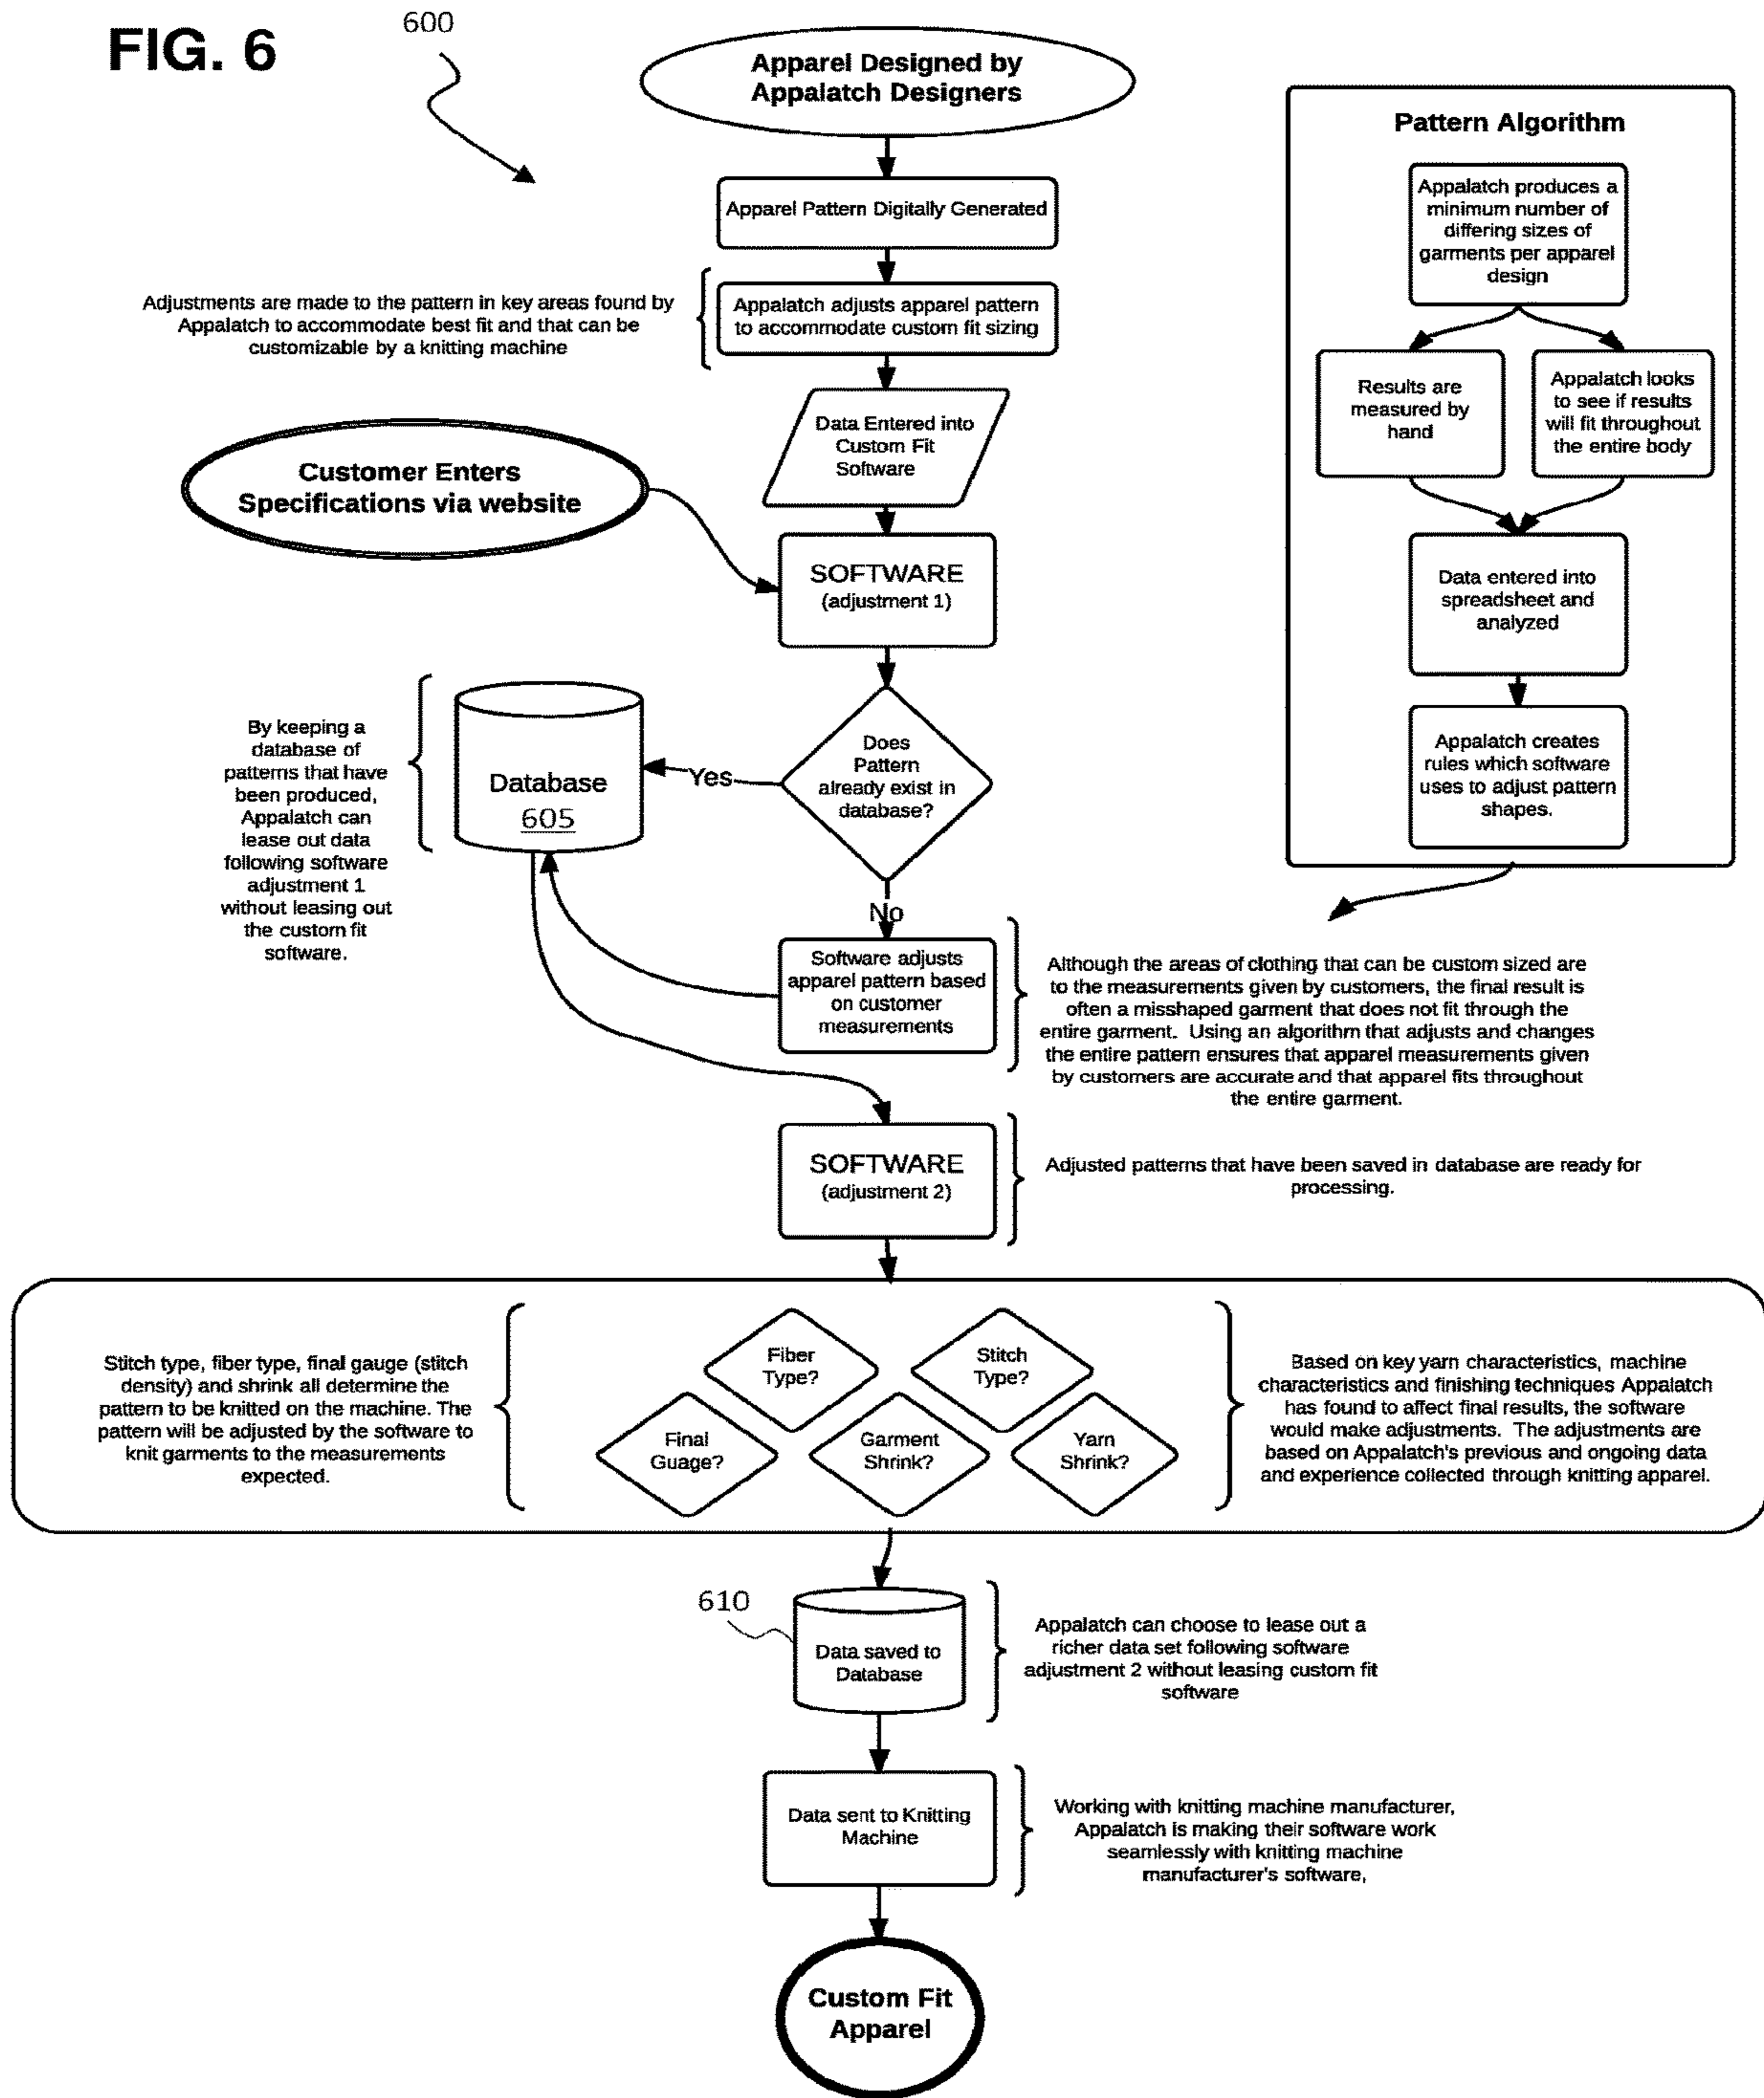 FIG. 6
600
Apparel Designed by
Appalatch Designers
Apparel Pattern Digitally Generated
Adjustments are made to the pattern in key areas found by
Appalatch to accommodate best fit and that can be
customizable by a knitting machine
Appalatch adjusts apparel pattern
to accommodate custom fit sizing
Data Entered into
Custom Fit
Software
Customer Enters
Specifications via website
SOFTWARE
(adjustment 1)
Does
Pattern
already exist in
database?
Yes
Database
605
By keeping a
database of
patterns that have
been produced,
Appalatch can
lease out data
following software
adjustment 1
without leasing out
the custom fit
software.
No
Software adjusts
apparel pattern based
on customer
measurements
Pattern Algorithm
Appalatch produces a
minimum number of
differing sizes of
garments per apparel
design
Results are
measured by
hand
Appalatch looks
to see if results
will fit throughout
the entire body
Data entered into
spreadsheet and
analyzed
Appalatch creates
rules which software
uses to adjust pattern
shapes.
Although the areas of clothing that can be custom sized are
to the measurements given by customers, the final result is
often a misshaped garment that does not fit through the
entire garment. Using an algorithm that adjusts and changes
the entire pattern ensures that apparel measurements given
by customers are accurate and that apparel fits throughout
the entire garment.
SOFTWARE
(adjustment 2)
Adjusted patterns that have been saved in database are ready for
processing.
Stitch type, fiber type, final gauge (stitch
density) and shrink all determine the
pattern to be knitted on the machine. The
pattern will be adjusted by the software to
knit garments to the measurements
expected.
Fiber
Type?
Stitch
Type?
Final
Guage?
Garment
Shrink?
Yarn
Shrink?
Based on key yarn characteristics, machine
characteristics and finishing techniques Appalatch
has found to affect final results, the software
would make adjustments. The adjustments are
based on Appalatch's previous and ongoing data
and experience collected through knitting apparel.
610
Data saved to
Database
Appalatch can choose to lease out a
richer data set following software
adjustment 2 without leasing custom fit
software
Data sent to Knitting
Machine
Working with knitting machine manufacturer,
Appalatch is making their software work
seamlessly with knitting machine
manufacturer's software,
Custom Fit
Apparel